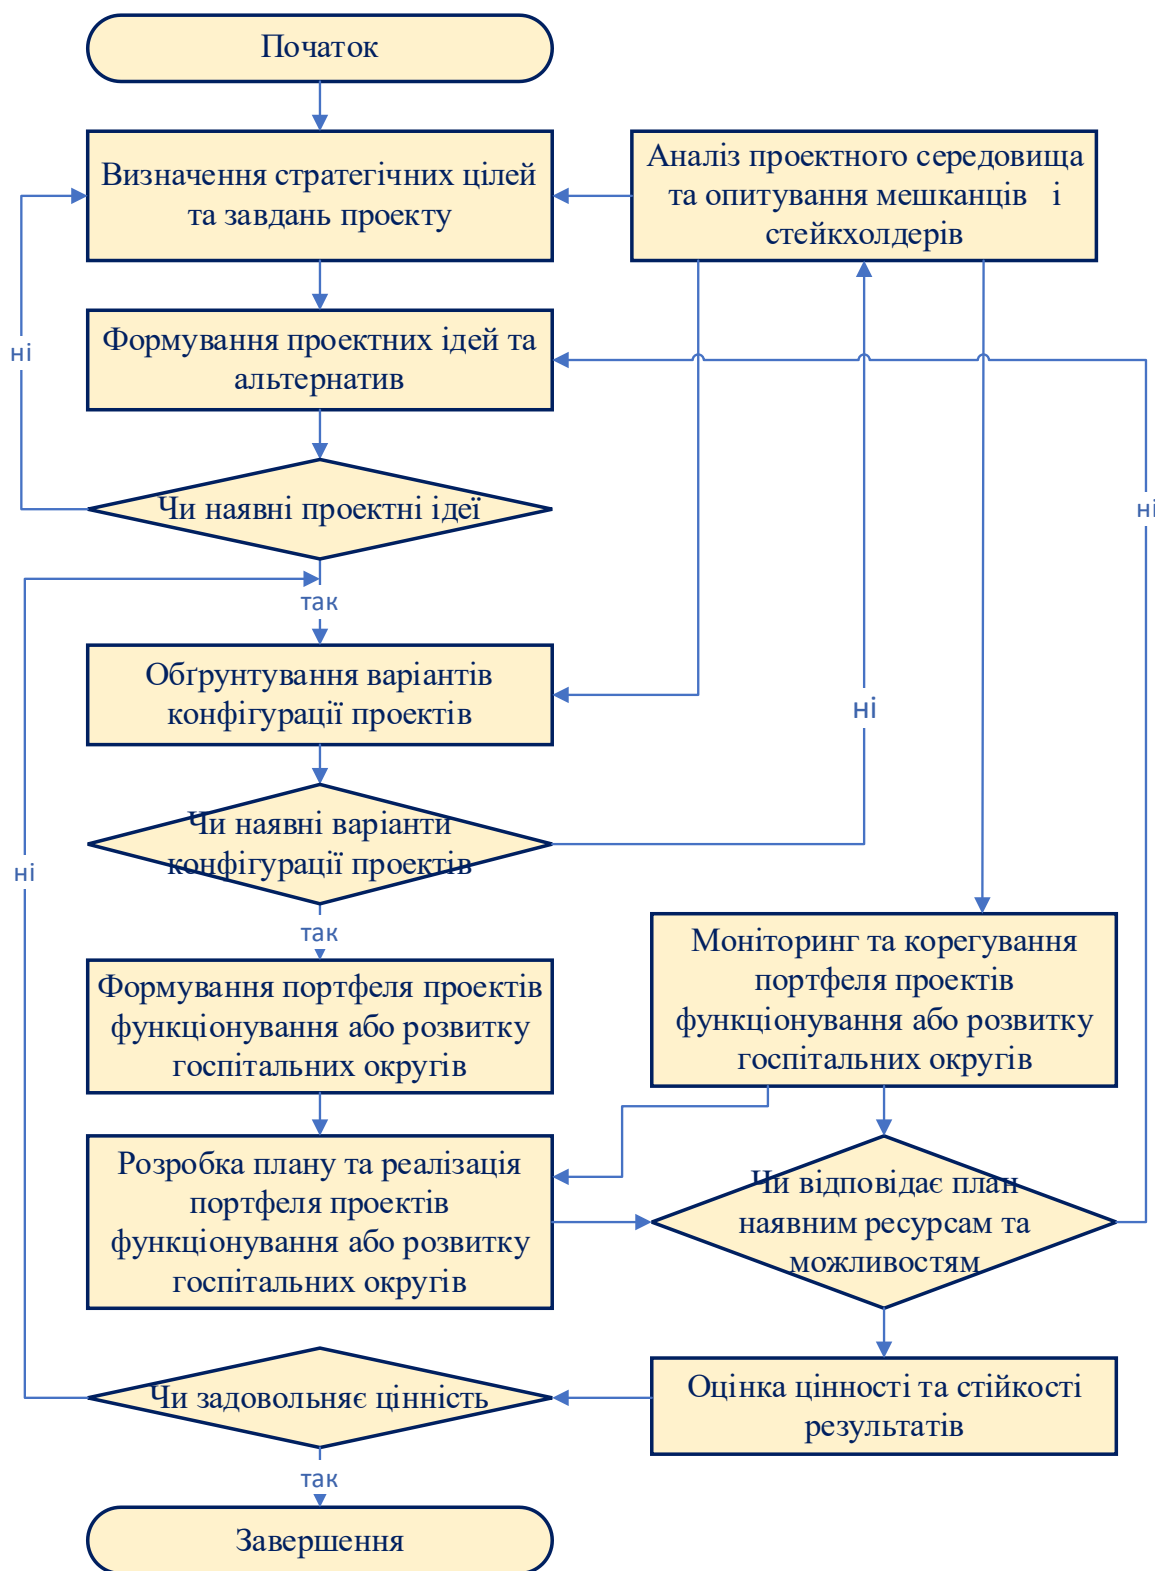 Початок
Визначення стратегічних цілей
та завдань проекту
Аналіз проектного середовища
та опитування мешканців і
стейкхолдерів
Формування проектних ідей та
альтернатив
ні
Чи наявні проектні ідеї
ні
так
Обґрунтування варіантів
конфігурації проектів
ні
Чи наявні варіанти
конфігурації проектів
ні
так
Формування портфеля проектів
функціонування або розвитку
госпітальних округів
Моніторинг та корегування
портфеля проектів
функціонування або розвитку
госпітальних округів
Розробка плану та реалізація
портфеля проектів
функціонування або розвитку
госпітальних округів
Чи відповідає план
наявним ресурсам та
можливостям
Чи задовольняє цінність
Оцінка цінності та стійкості
результатів
так
Завершення